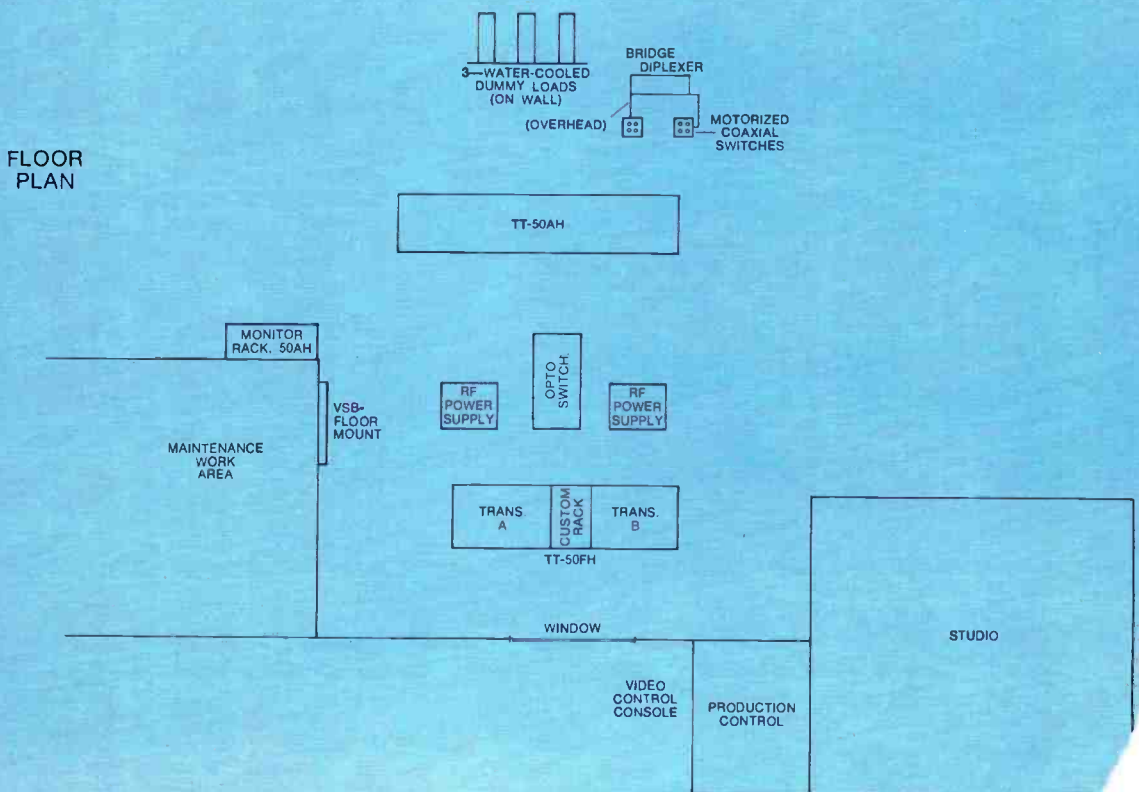 3—WATER-COOLED
DUMMY LOADS
(ON WALL)
BRIDGE
DIPLEXER
(OVERHEAD)
MOTORIZED
COAXIAL
SWITCHES
FLOOR
PLAN
TT-50AH
MONITOR
RACK. 50AH
VSB-
FLOOR
MOUNT
RF
POWER
SUPPLY
OPTO
SWITCH.
RF
POWER
SUPPLY
MAINTENANCE
WORK
AREA
TRANS.
A
CUSTOM
RACK
TRANS.
B
TT-50FH
WINDOW
STUDIO
VIDEO
CONTROL
CONSOLE
PRODUCTION
CONTROL